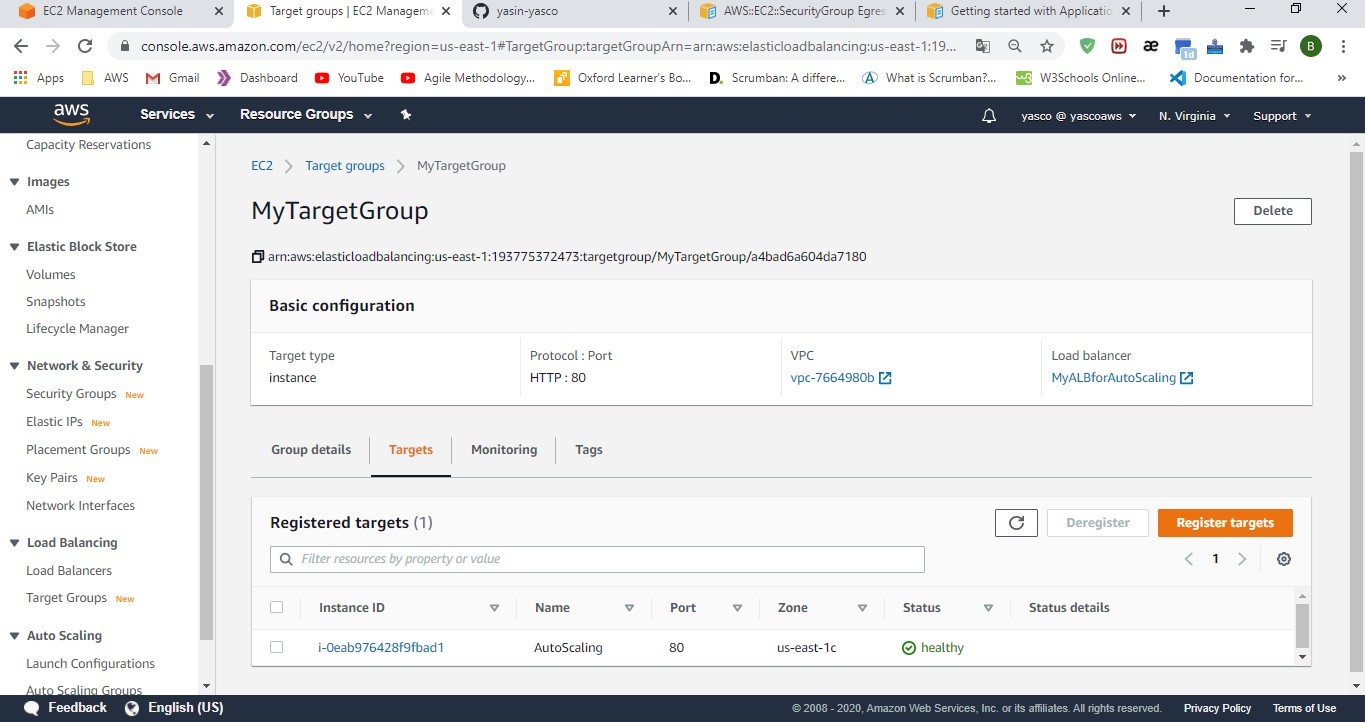 EC2 Management Console
Target groups | EC2 Manageme
yasin-yasco
AWS::EC2::SecurityGroup Egres
Getting started with Applicatio
console.aws.amazon.com/ec2/v2/home?region=us-east-1#TargetGroup:targetGroupArn=arn:aws:elasticloadbalancing:us-east-1:19...
æ
1d
B
Apps
AWS
Gmail
Dashboard
YouTube
Agile Methodology...
Oxford Learner's Bo...
D.
Scrumban: A differe...
What is Scrumban?...
W3Schools Online...
Documentation for...
»
aws
Services
Resource Groups
yasco @ yascoaws
N. Virginia
Support
Capacity Reservations
Images
AMIs
Elastic Block Store
Volumes
Snapshots
Lifecycle Manager
Network & Security
Security Groups New
Elastic IPs New
Placement Groups New
Key Pairs New
Network Interfaces
Load Balancing
Load Balancers
Target Groups New
Auto Scaling
Launch Configurations
Auto Scaling Groups
EC2 > Target groups > MyTargetGroup
MyTargetGroup
Delete
arn:aws:elasticloadbalancing:us-east-1:193775372473:targetgroup/MyTargetGroup/a4bad6a604da7180
Basic configuration
Target type
instance
Protocol : Port
HTTP : 80
VPC
vpc-7664980b
Load balancer
MyALBforAutoScaling
Group details
Targets
Monitoring
Tags
Registered targets (1)
Deregister
Register targets
Filter resources by property or value
< 1 >
Instance ID Name Port Zone Status Status details
i-0eab976428f9fbad1 AutoScaling 80 us-east-1c healthy
Feedback
English (US)
© 2008 - 2020, Amazon Web Services, Inc. or its affiliates. All rights reserved.
Privacy Policy
Terms of Use